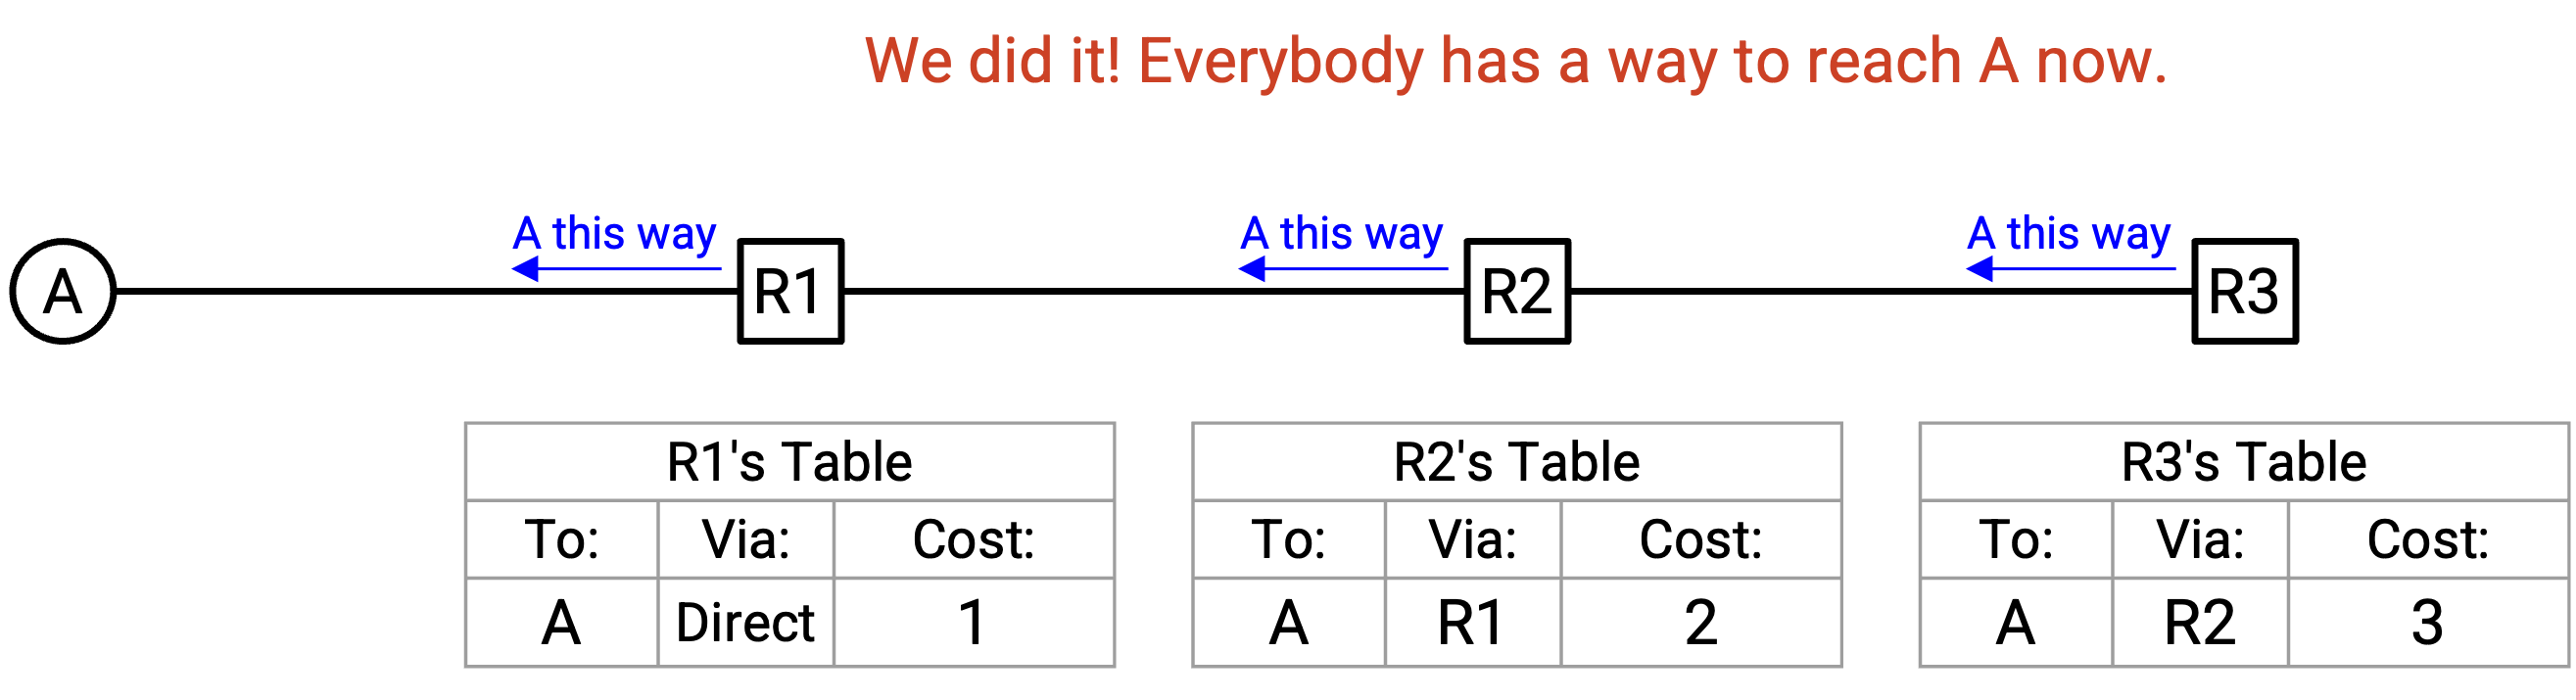 We did it! Everybody has a way to reach A now.
A this way
A this way
A this way
A
R1
R2
R3
R1's Table
To: Via: Cost:
A Direct 1
R2's Table
To: Via: Cost:
A R1 2
R3's Table
To: Via: Cost:
A R2 3